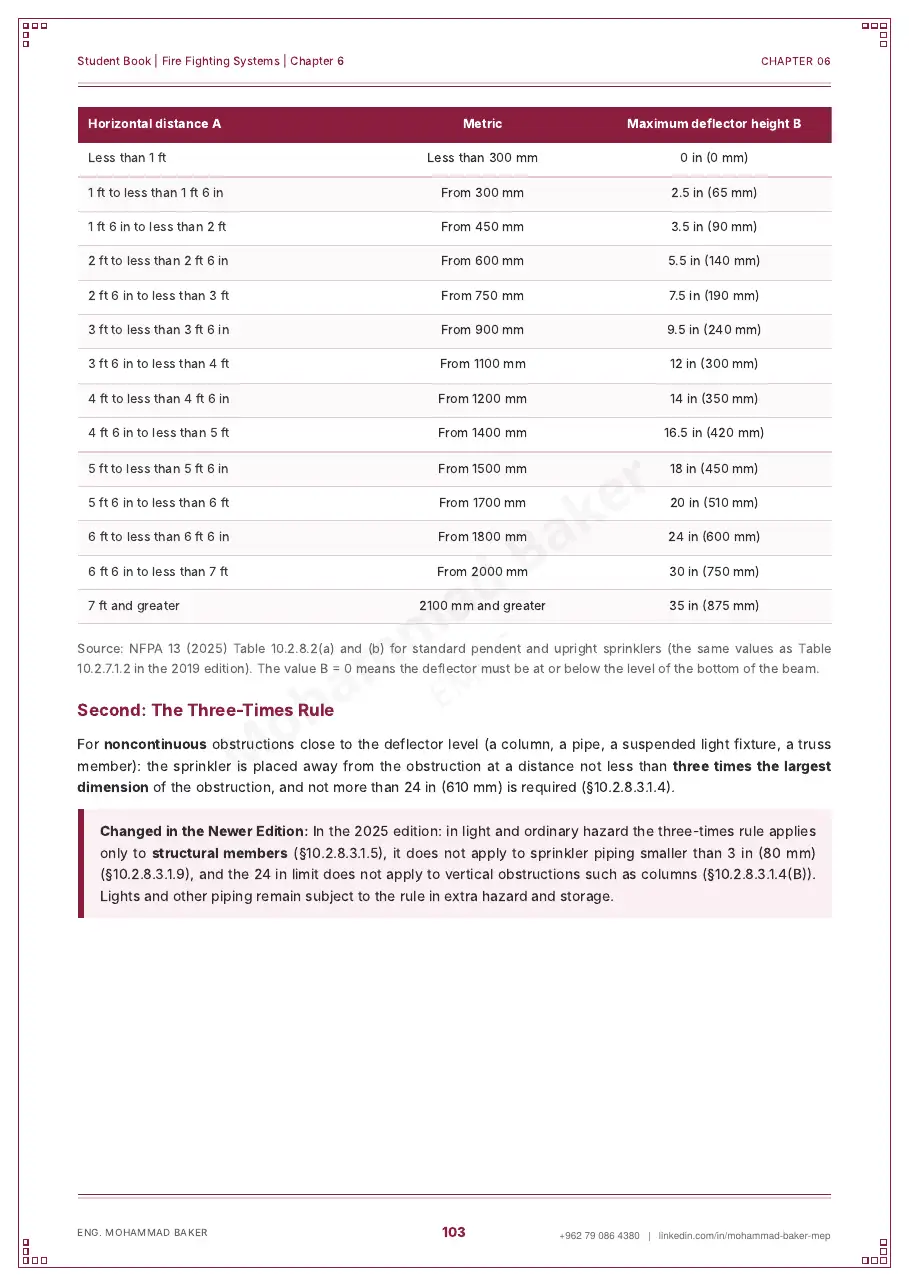 Student Book | Fire Fighting Systems | Chapter 6
CHAPTER 06
Horizontal distance A Metric Maximum deflector height B
Less than 1 ft Less than 300 mm 0 in (0 mm)
1 ft to less than 1 ft 6 in From 300 mm 2.5 in (65 mm)
1 ft 6 in to less than 2 ft From 450 mm 3.5 in (90 mm)
2 ft to less than 2 ft 6 in From 600 mm 5.5 in (140 mm)
2 ft 6 in to less than 3 ft From 750 mm 7.5 in (190 mm)
3 ft to less than 3 ft 6 in From 900 mm 9.5 in (240 mm)
3 ft 6 in to less than 4 ft From 1100 mm 12 in (300 mm)
4 ft to less than 4 ft 6 in From 1200 mm 14 in (350 mm)
4 ft 6 in to less than 5 ft From 1400 mm 16.5 in (420 mm)
5 ft to less than 5 ft 6 in From 1500 mm 18 in (450 mm)
5 ft 6 in to less than 6 ft From 1700 mm 20 in (510 mm)
6 ft to less than 6 ft 6 in From 1800 mm 24 in (600 mm)
6 ft 6 in to less than 7 ft From 2000 mm 30 in (750 mm)
7 ft and greater 2100 mm and greater 35 in (875 mm)
Source: NFPA 13 (2025) Table 10.2.8.2(a) and (b) for standard pendent and upright sprinklers (the same values as Table
10.2.7.1.2 in the 2019 edition). The value B = 0 means the deflector must be at or below the level of the bottom of the beam.
Second: The Three-Times Rule
For noncontinuous obstructions close to the deflector level (a column, a pipe, a suspended light fixture, a truss
member): the sprinkler is placed away from the obstruction at a distance not less than three times the largest
dimension of the obstruction, and not more than 24 in (610 mm) is required (§10.2.8.3.1.4).
Changed in the Newer Edition: In the 2025 edition: in light and ordinary hazard the three-times rule applies
only to structural members (§10.2.8.3.1.5), it does not apply to sprinkler piping smaller than 3 in (80 mm)
(§10.2.8.3.1.9), and the 24 in limit does not apply to vertical obstructions such as columns (§10.2.8.3.1.4(B)).
Lights and other piping remain subject to the rule in extra hazard and storage.
Mohammad Baker
ENG. MOHAMMAD BAKER
103
+962 79 086 4380 | linkedin.com/in/mohammad-baker-mep